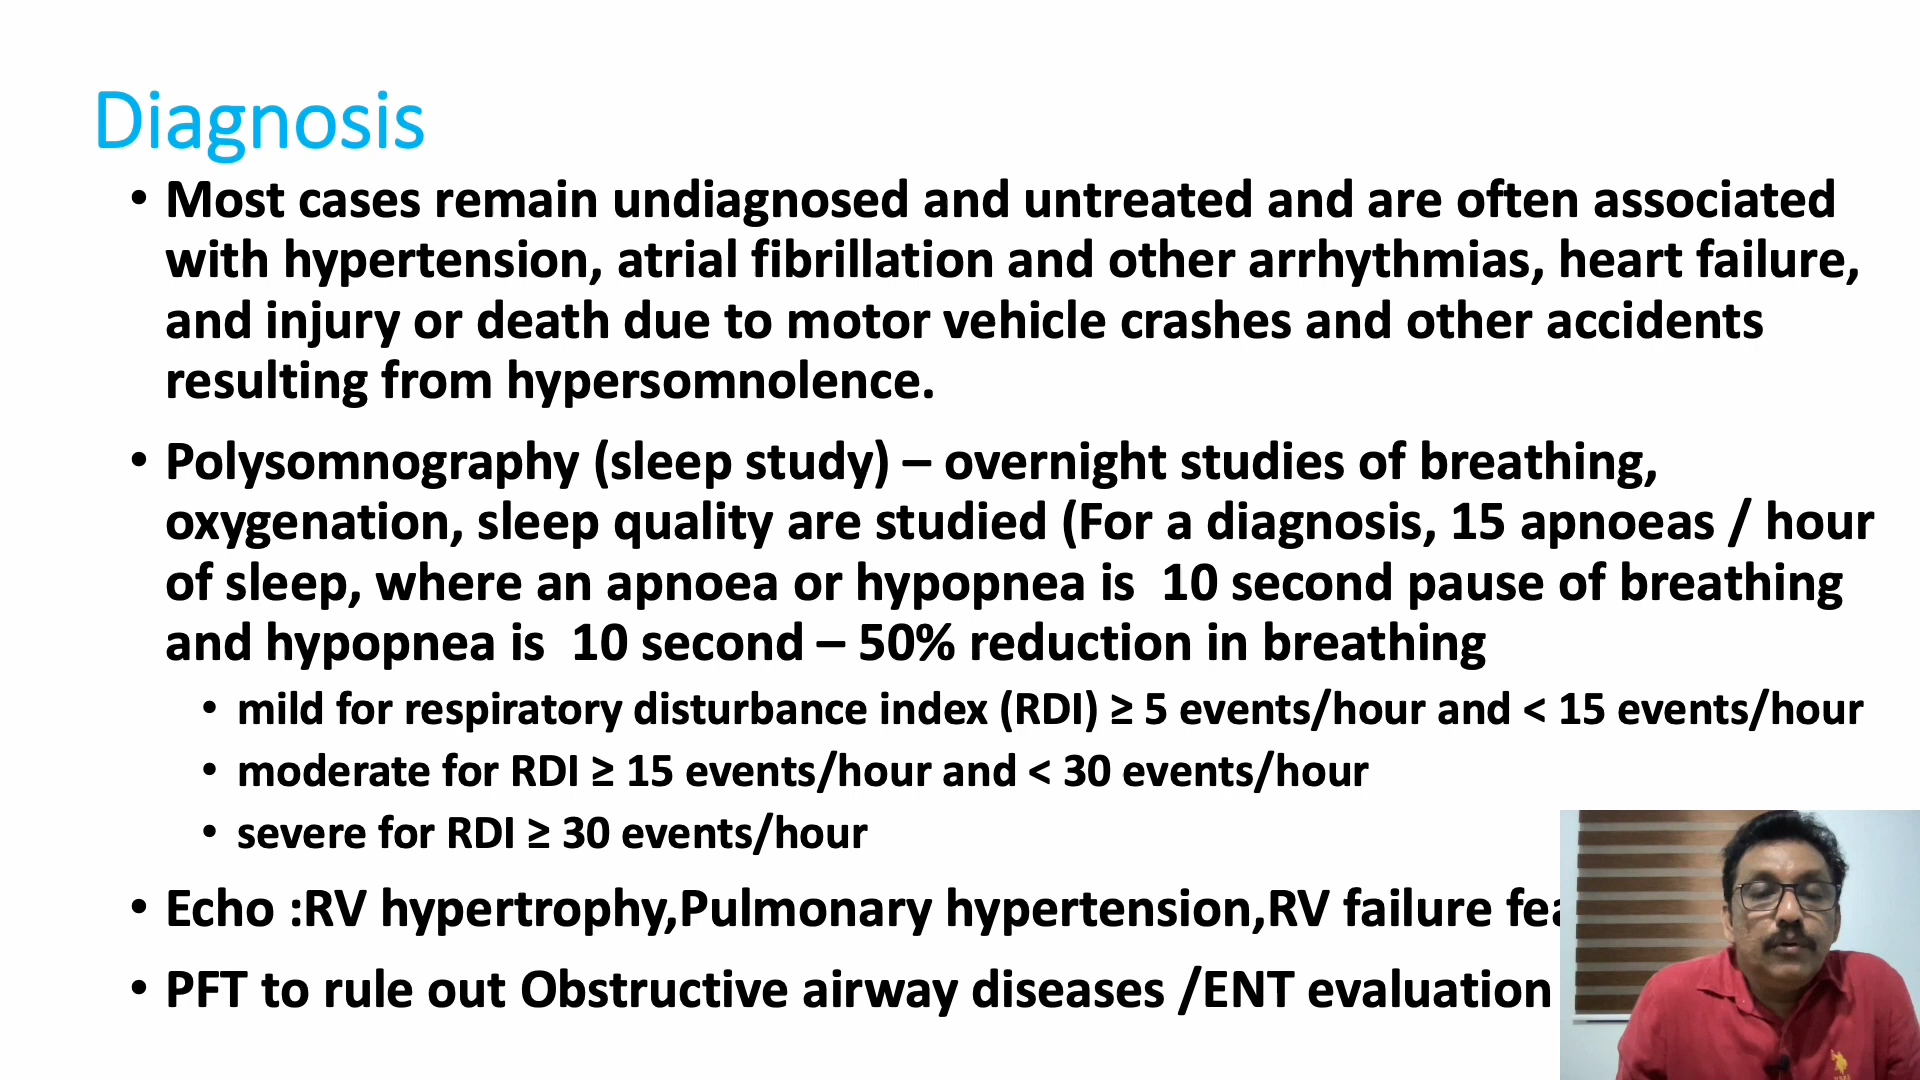 Diagnosis
• Most cases remain undiagnosed and untreated and are often associated
with hypertension, atrial fibrillation and other arrhythmias, heart failure,
and injury or death due to motor vehicle crashes and other accidents
resulting from hypersomnolence.
• Polysomnography (sleep study) – overnight studies of breathing,
oxygenation, sleep quality are studied (For a diagnosis, 15 apnoeas / hour
of sleep, where an apnoea or hypopnea is  10 second pause of breathing
and hypopnea is  10 second – 50% reduction in breathing
• mild for respiratory disturbance index (RDI) ≥ 5 events/hour and < 15 events/hour
• moderate for RDI ≥ 15 events/hour and < 30 events/hour
• severe for RDI ≥ 30 events/hour
• Echo :RV hypertrophy,Pulmonary hypertension,RV failure
• PFT to rule out Obstructive airway diseases /ENT evaluation